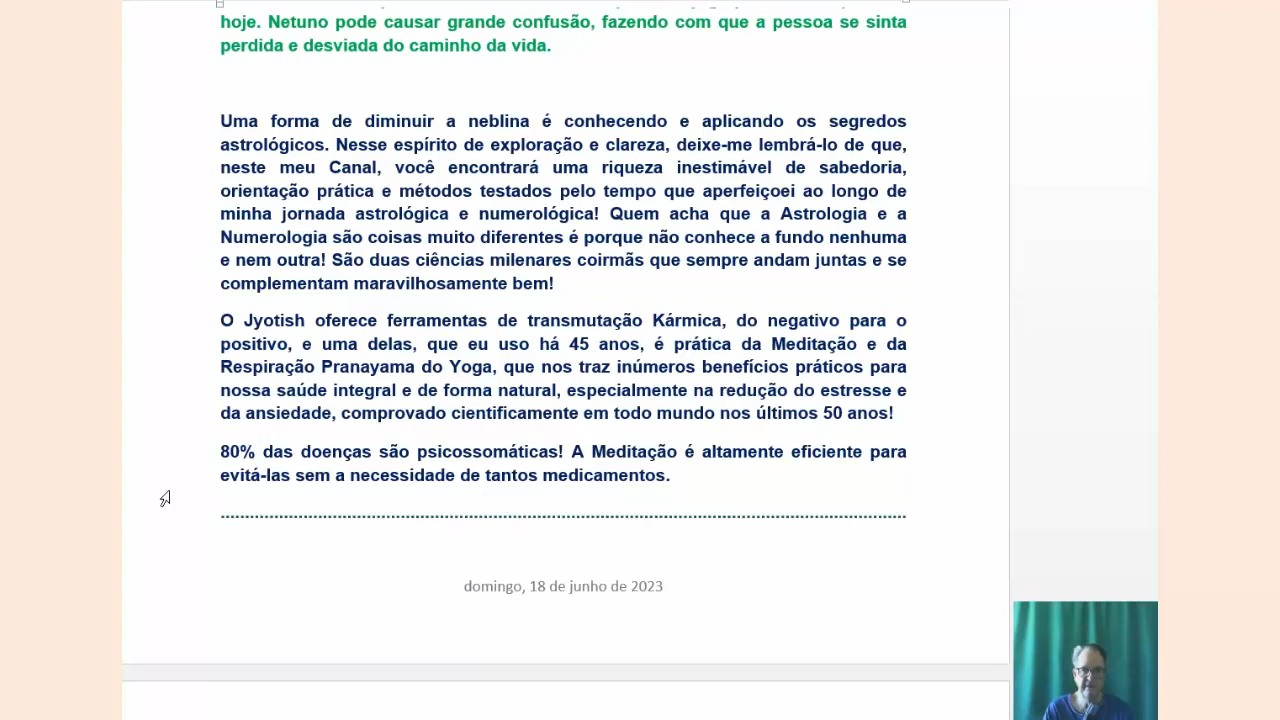 hoje. Netuno pode causar grande confusão, fazendo com que a pessoa se sinta
perdida e desviada do caminho da vida.
Uma forma de diminuir a neblina é conhecendo e aplicando os segredos
astrológicos. Nesse espírito de exploração e clareza, deixe-me lembrá-lo de que,
neste meu Canal, você encontrará uma riqueza inestimável de sabedoria,
orientação prática e métodos testados pelo tempo que aperfeiçoei ao longo de
minha jornada astrológica e numerológica! Quem acha que a Astrologia e a
Numerologia são coisas muito diferentes é porque não conhece a fundo nenhuma
e nem outra! São duas ciências milenares coirmãs que sempre andam juntas e se
complementam maravilhosamente bem!
O Jyotish oferece ferramentas de transmutação Kármica, do negativo para o
positivo, e uma delas, que eu uso há 45 anos, é prática da Meditação e da
Respiração Pranayama do Yoga, que nos traz inúmeros benefícios práticos para
nossa saúde integral e de forma natural, especialmente na redução do estresse e
da ansiedade, comprovado cientificamente em todo mundo nos últimos 50 anos!
80% das doenças são psicossomáticas! A Meditação é altamente eficiente para
evitá-las sem a necessidade de tantos medicamentos.
domingo, 18 de junho de 2023